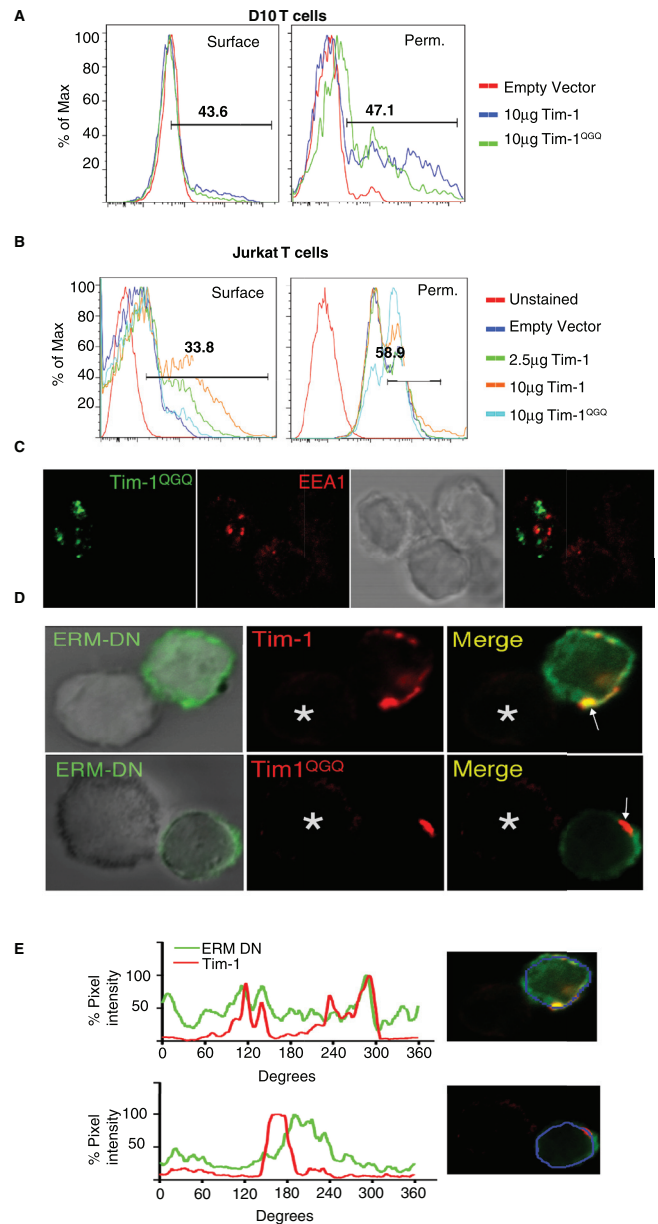 A
D10 T cells
Surface
Perm.
% of Max
100
80
60
40
20
43.6
47.1
Empty Vector
10μg Tim-1
10μg Tim-1QGQ
B
Jurkat T cells
Surface
Perm.
% of Max
100
80
60
40
20
33.8
58.9
Unstained
Empty Vector
2.5μg Tim-1
10μg Tim-1
10μg Tim-1QGQ
C
Tim-1QGQ
EEA1
D
ERM-DN
Tim-1
Merge
*
*
ERM-DN
Tim1QGQ
Merge
*
*
E
ERM DN
Tim-1
% Pixel
intensity
100
50
0 60 120 180 240 300 360
Degrees
% Pixel
intensity
100
50
0 60 120 180 240 300 360
Degrees